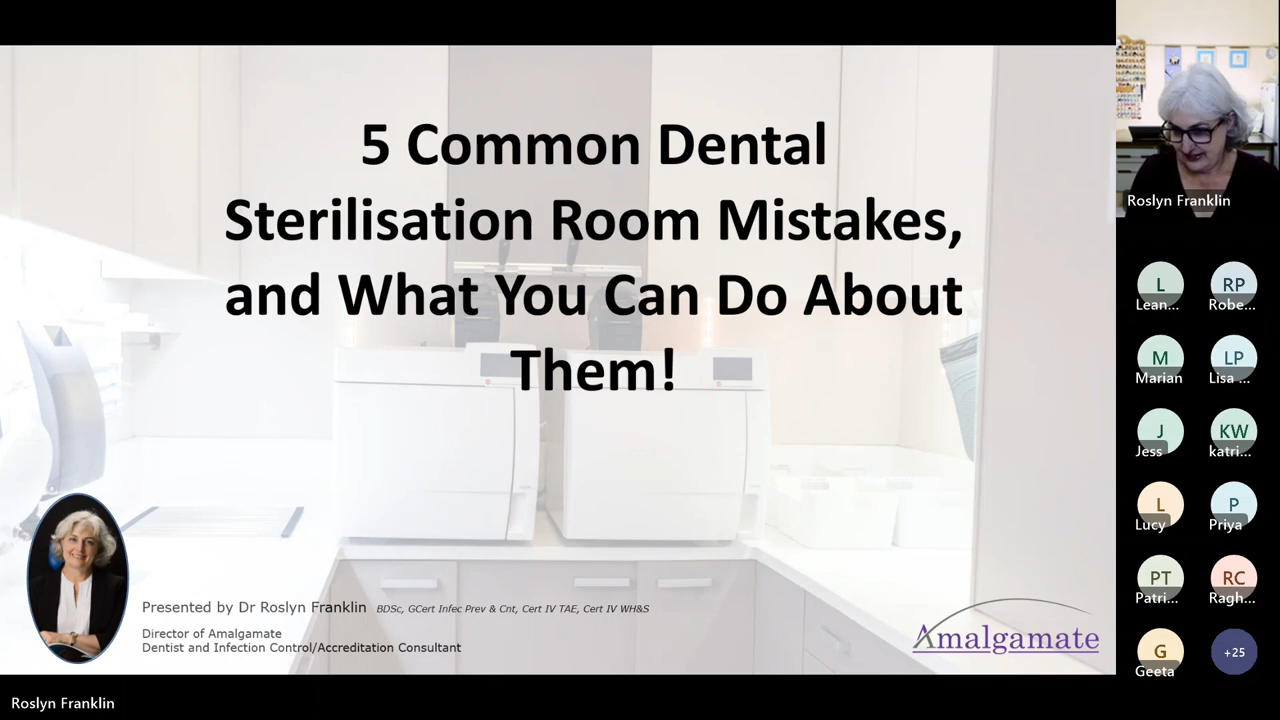 5 Common Dental
Sterilisation Room Mistakes,
and What You Can Do About
Them!
Presented by Dr Roslyn Franklin BDSc, GCert Infec Prev & Cnt, Cert IV TAE, Cert IV WH&S
Director of Amalgamate
Dentist and Infection Control/Accreditation Consultant
Amalgamate
Roslyn Franklin
Roslyn Franklin
L
RP
Lean...
Robe...
M
LP
Marian
Lisa ...
J
KW
Jess
katri...
L
P
Lucy
Priya
PT
RC
Patri...
Ragh...
G
+25
Geeta